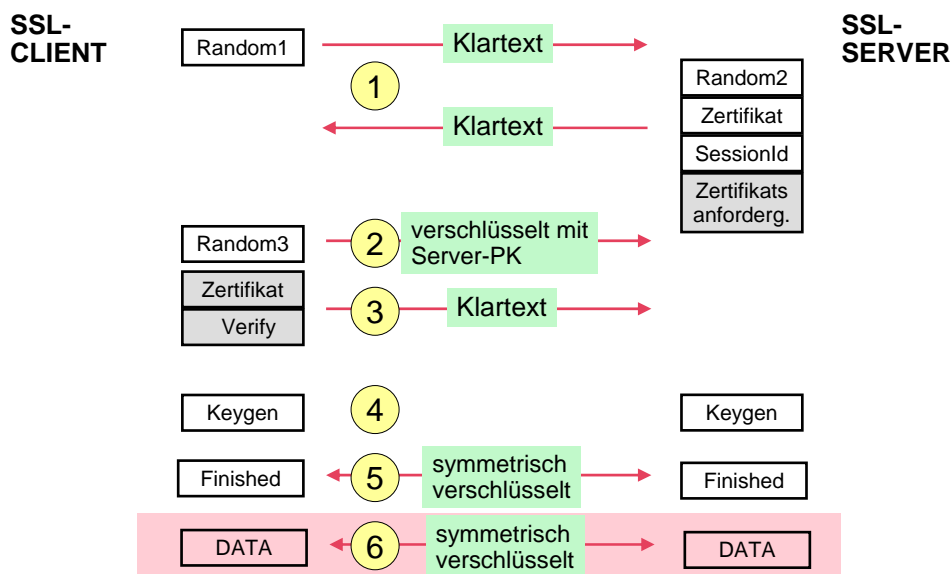 SSL-
CLIENT
SSL-
SERVER
Random1
Klartext
1
Random2
Zertifikat
SessionId
Zertifikats
anforderg.
Klartext
Random3
2
verschlüsselt mit
Server-PK
Zertifikat
Verify
3
Klartext
Keygen
4
Keygen
Finished
5
symmetrisch
verschlüsselt
Finished
DATA
6
symmetrisch
verschlüsselt
DATA